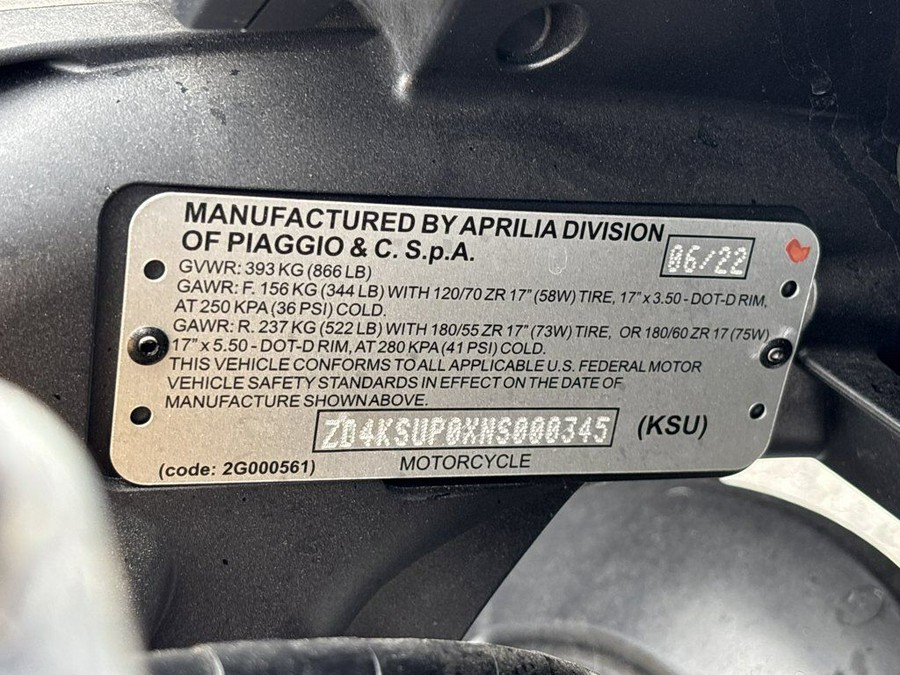 MANUFACTURED BY APRILIA DIVISION
OF PIAGGIO & C. S.p.A.
06/22
GVWR: 393 KG (866 LB)
GAWR: F. 156 KG (344 LB) WITH 120/70 ZR 17" (58W) TIRE, 17" x 3.50 - DOT-D RIM,
AT 250 KPA (36 PSI) COLD.
GAWR: R. 237 KG (522 LB) WITH 180/55 ZR 17" (73W) TIRE, OR 180/60 ZR 17 (75W)
17" x 5.50 - DOT-D RIM, AT 280 KPA (41 PSI) COLD.
THIS VEHICLE CONFORMS TO ALL APPLICABLE U.S. FEDERAL MOTOR
VEHICLE SAFETY STANDARDS IN EFFECT ON THE DATE OF
MANUFACTURE SHOWN ABOVE.
ZD4KSUP0XNS000345 (KSU)
(code: 2G000561) MOTORCYCLE